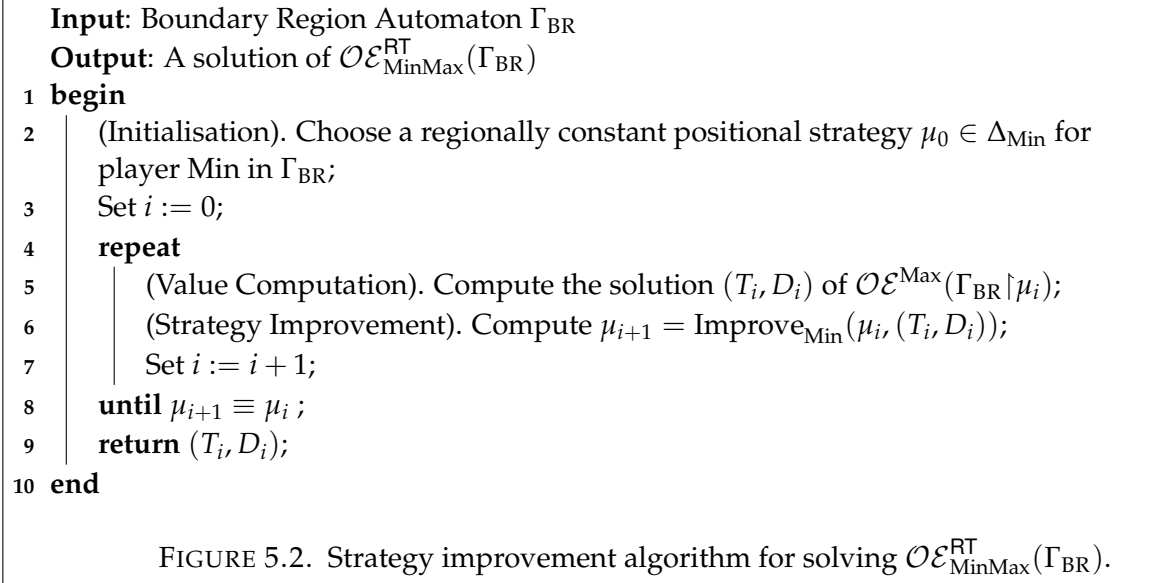 Input: Boundary Region Automaton Γ_BR
Output: A solution of 𝒪ℰ^RT_MinMax(Γ_BR)
1 begin
2 (Initialisation). Choose a regionally constant positional strategy μ₀ ∈ Δ_Min for
player Min in Γ_BR;
3 Set i := 0;
4 repeat
5 (Value Computation). Compute the solution (T_i, D_i) of 𝒪ℰ^Max(Γ_BR↾μ_i);
6 (Strategy Improvement). Compute μ_{i+1} = Improve_Min(μ_i, (T_i, D_i));
7 Set i := i + 1;
8 until μ_{i+1} ≡ μ_i ;
9 return (T_i, D_i);
10 end
FIGURE 5.2. Strategy improvement algorithm for solving 𝒪ℰ^RT_MinMax(Γ_BR).